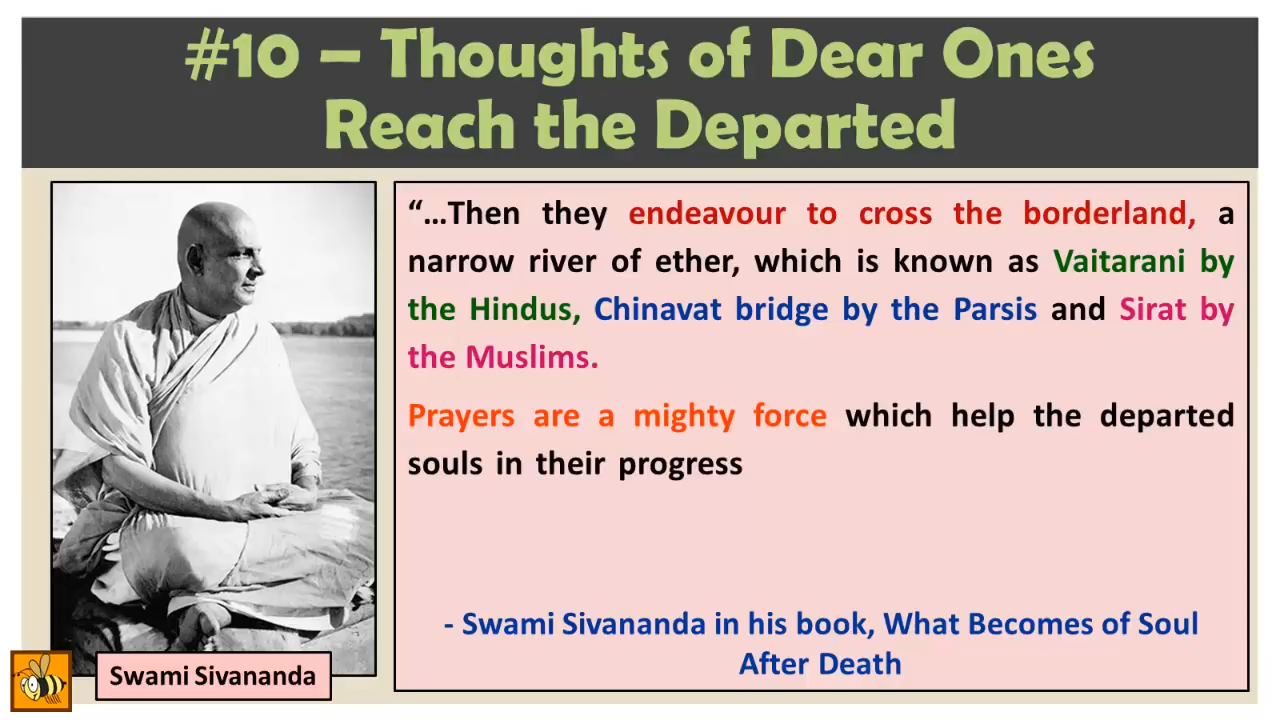 #10 – Thoughts of Dear Ones
Reach the Departed
“...Then they endeavour to cross the borderland, a
narrow river of ether, which is known as Vaitarani by
the Hindus, Chinavat bridge by the Parsis and Sirat by
the Muslims.
Prayers are a mighty force which help the departed
souls in their progress
- Swami Sivananda in his book, What Becomes of Soul
After Death
Swami Sivananda